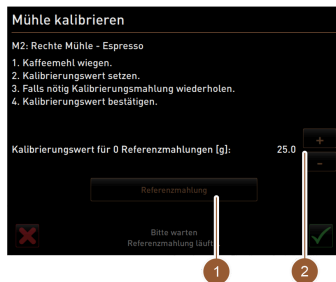 Mühle kalibrieren
M2: Rechte Mühle - Espresso
1. Kaffeemehl wiegen.
2. Kalibrierungswert setzen.
3. Falls nötig Kalibrierungsmahlung wiederholen.
4. Kalibrierungswert bestätigen.
+
Kalibrierungswert für 0 Referenzmahlungen [g]: 25.0
-
Referenzmahlung
Bitte warten
Referenzmahlung läuft
1 2